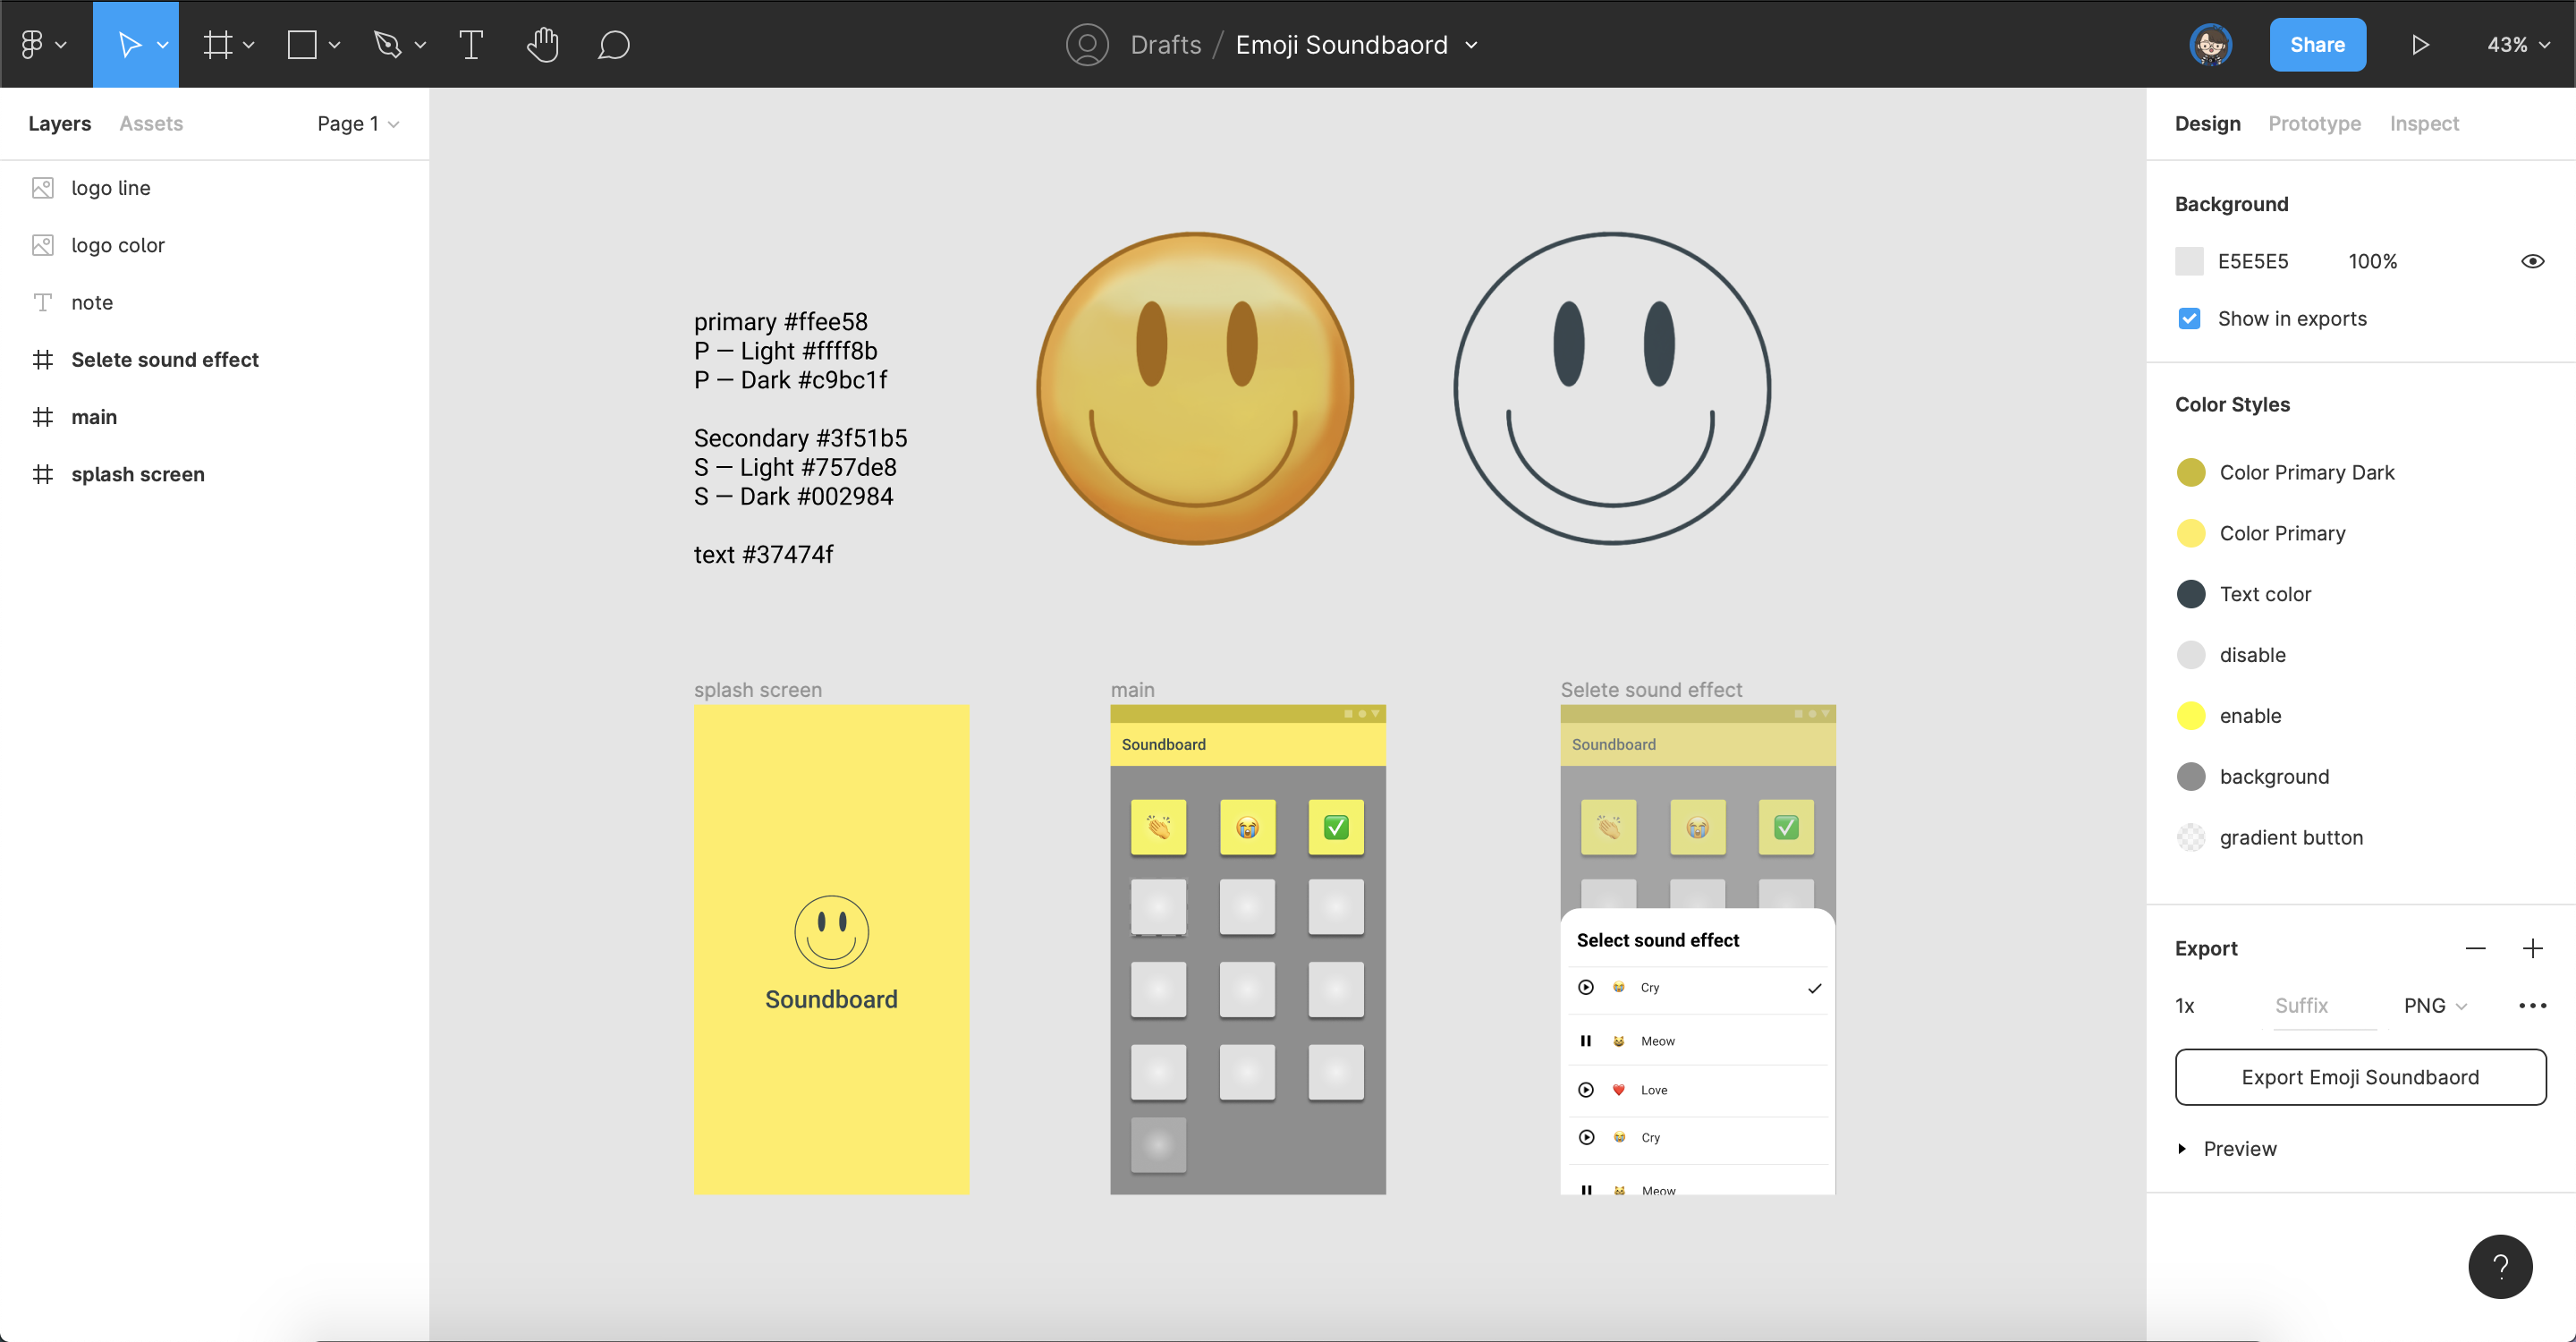 Drafts / Emoji Soundbaord
Share
43%
Layers
Assets
Page 1
logo line
logo color
note
Selete sound effect
main
splash screen
primary #ffee58
P — Light #ffff8b
P — Dark #c9bc1f
Secondary #3f51b5
S — Light #757de8
S — Dark #002984
text #37474f
splash screen
Soundboard
main
Soundboard
Selete sound effect
Soundboard
Select sound effect
Cry
Meow
Love
Cry
Meow
Design
Prototype
Inspect
Background
E5E5E5
100%
Show in exports
Color Styles
Color Primary Dark
Color Primary
Text color
disable
enable
background
gradient button
Export
1x
Suffix
PNG
Export Emoji Soundbaord
Preview
?